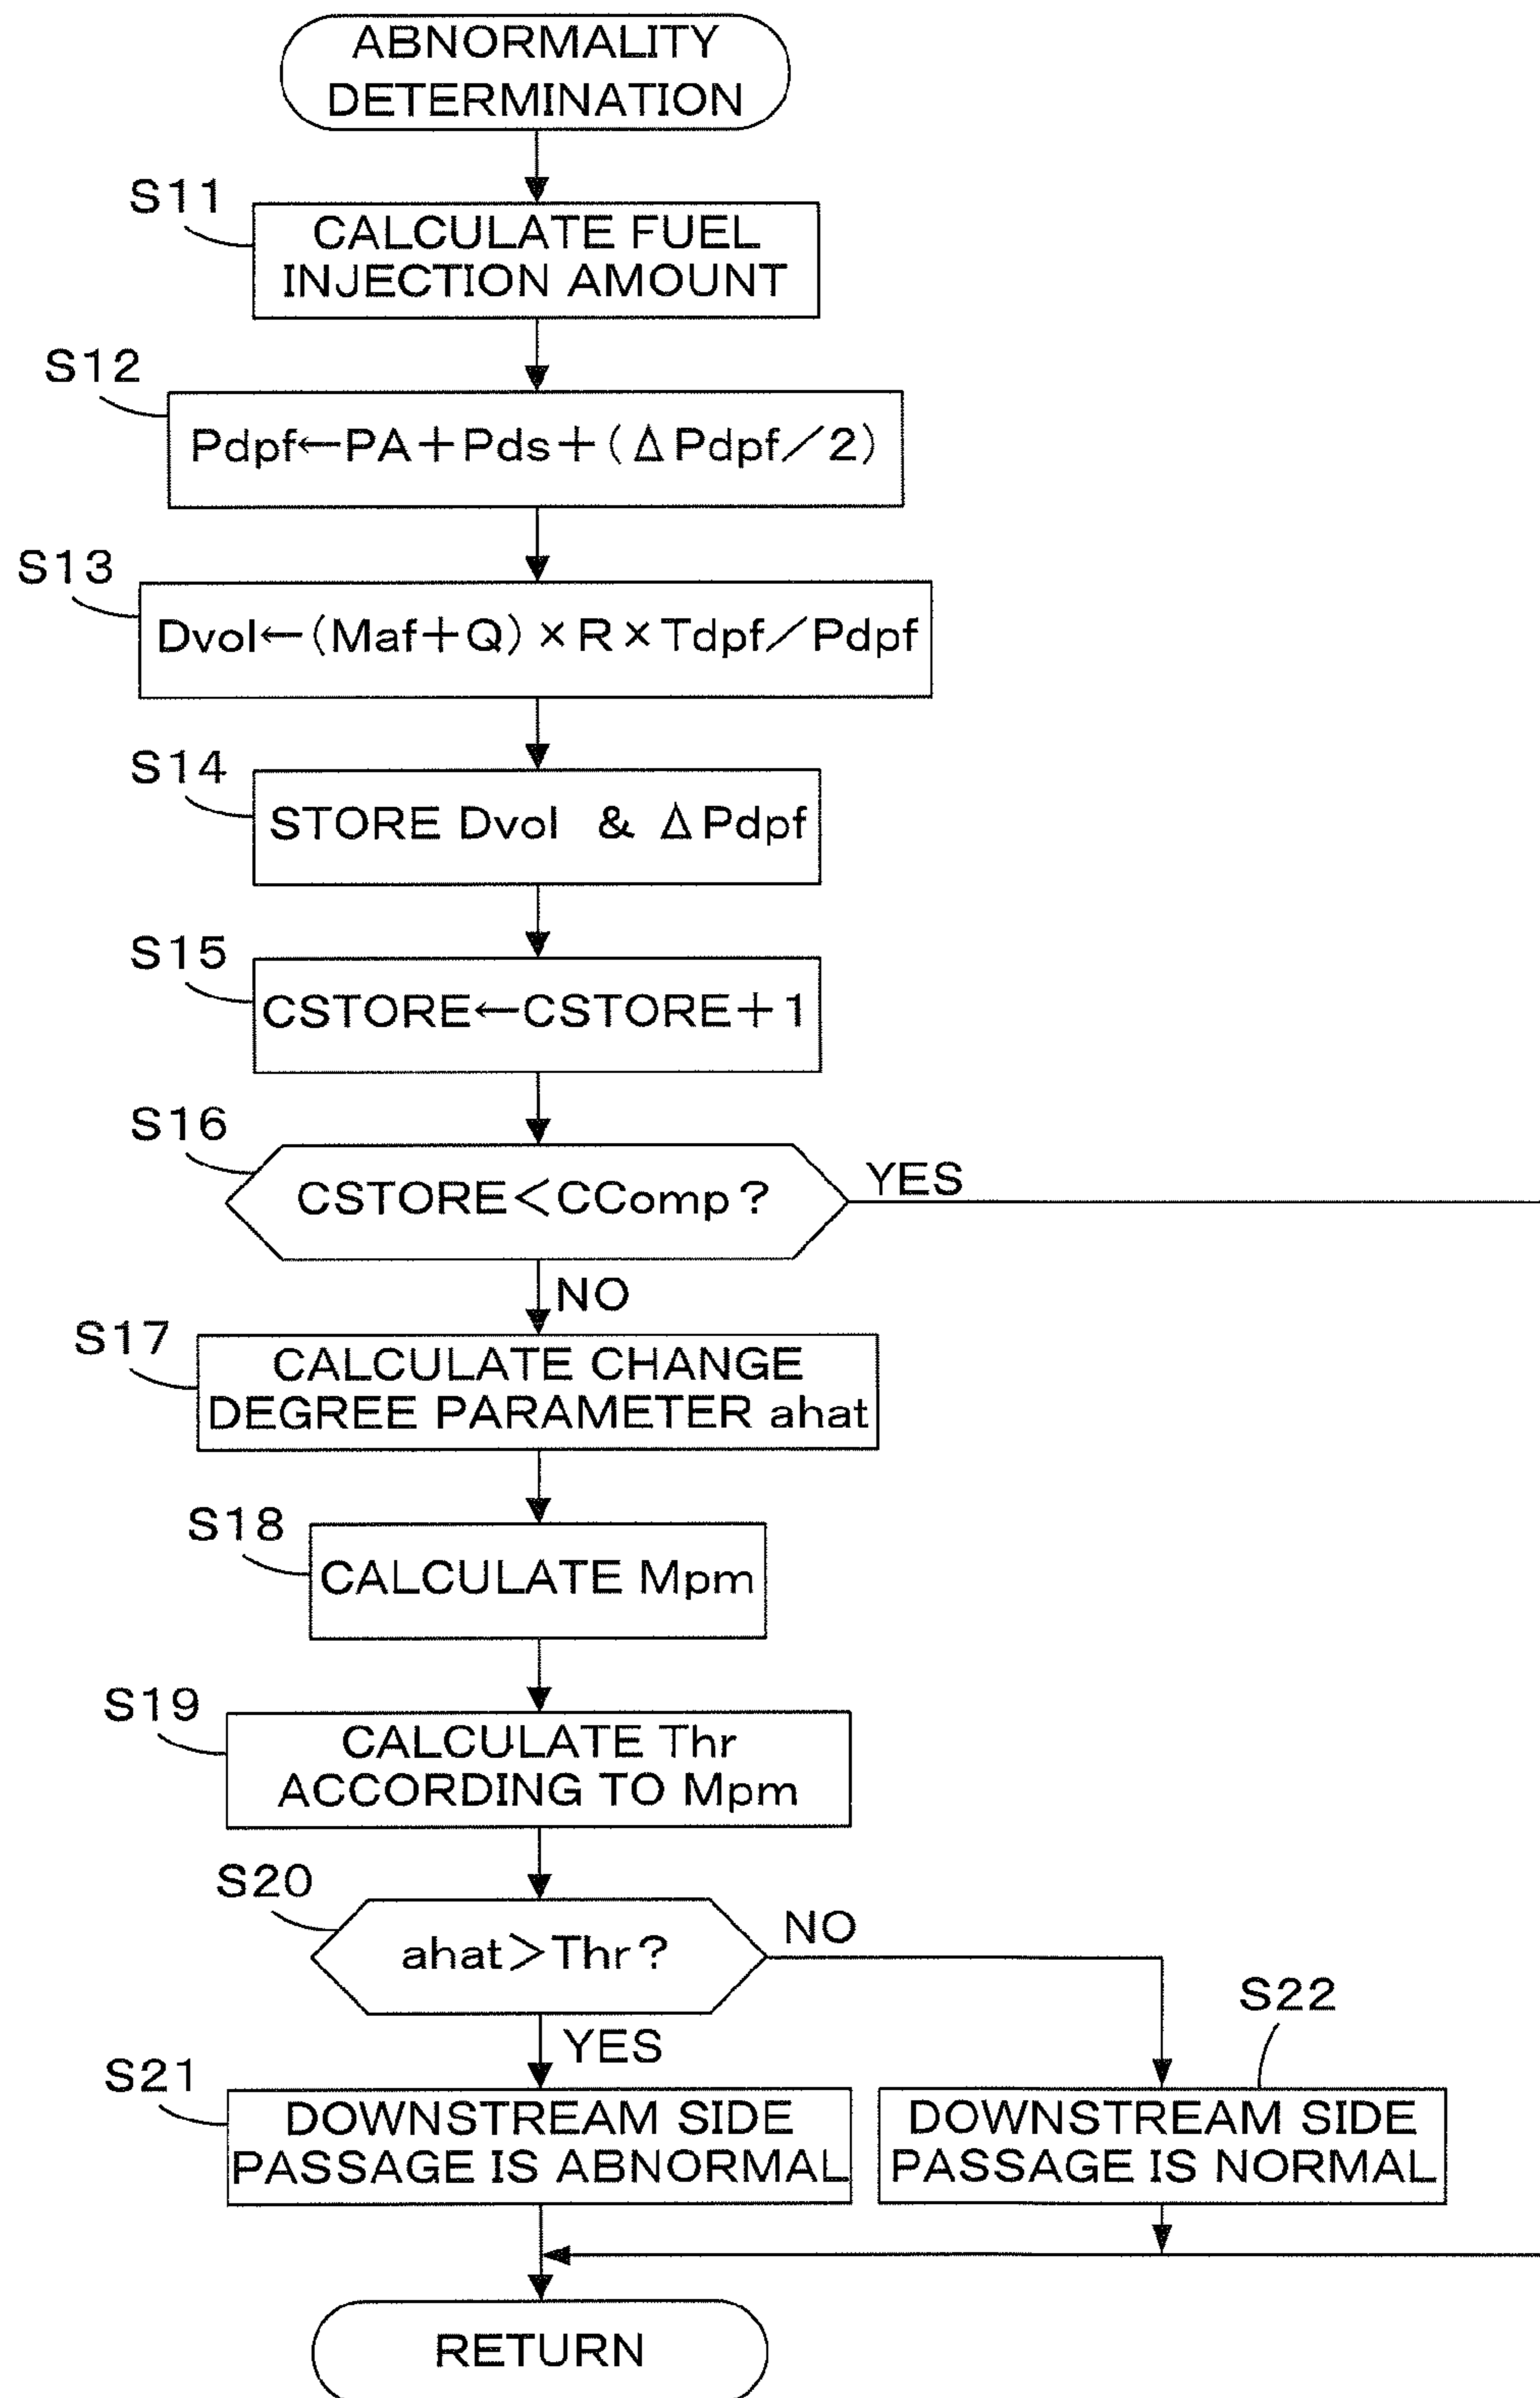 ABNORMALITY
DETERMINATION
S11
CALCULATE FUEL
INJECTION AMOUNT
S12
Pdpf←PA+Pds+(ΔPdpf/2)
S13
Dvol←(Maf+Q)×R×Tdpf/Pdpf
S14
STORE Dvol & ΔPdpf
S15
CSTORE←CSTORE+1
S16
CSTORE<CComp?
YES
NO
S17
CALCULATE CHANGE
DEGREE PARAMETER ahat
S18
CALCULATE Mpm
S19
CALCULATE Thr
ACCORDING TO Mpm
S20
ahat>Thr?
NO
YES
S21
DOWNSTREAM SIDE
PASSAGE IS ABNORMAL
S22
DOWNSTREAM SIDE
PASSAGE IS NORMAL
RETURN